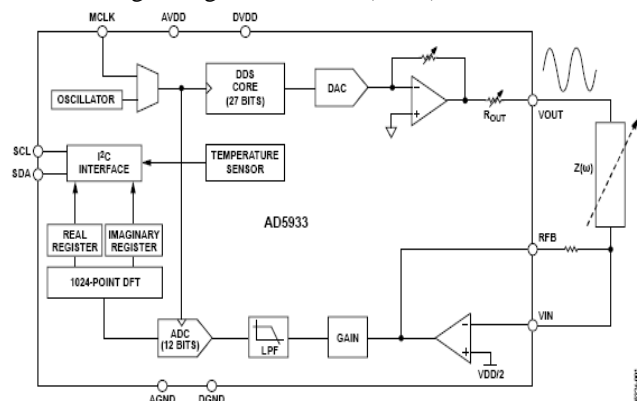 MCLK AVDD DVDD
OSCILLATOR
DDS
CORE
(27 BITS)
DAC
ROUT
VOUT
SCL
SDA
I2C
INTERFACE
TEMPERATURE
SENSOR
Z(ω)
AD5933
REAL
REGISTER
IMAGINARY
REGISTER
RFB
1024-POINT DFT
ADC
(12 BITS)
LPF
GAIN
VIN
VDD/2
AGND DGND